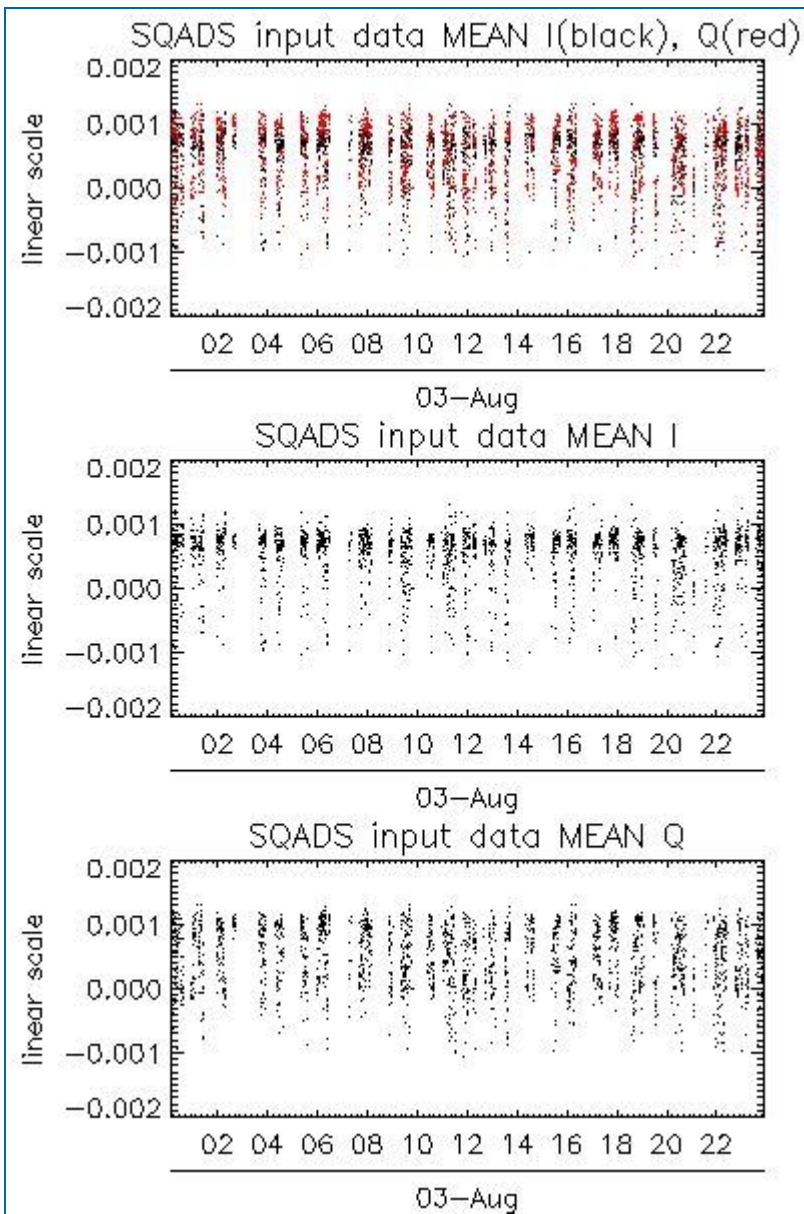 SQADS input data MEAN I(black), Q(red)
linear scale
0.002
0.001
0.000
−0.001
−0.002
02 04 06 08 10 12 14 16 18 20 22
03-Aug
SQADS input data MEAN I
linear scale
0.002
0.001
0.000
−0.001
−0.002
02 04 06 08 10 12 14 16 18 20 22
03-Aug
SQADS input data MEAN Q
linear scale
0.002
0.001
0.000
−0.001
−0.002
02 04 06 08 10 12 14 16 18 20 22
03-Aug